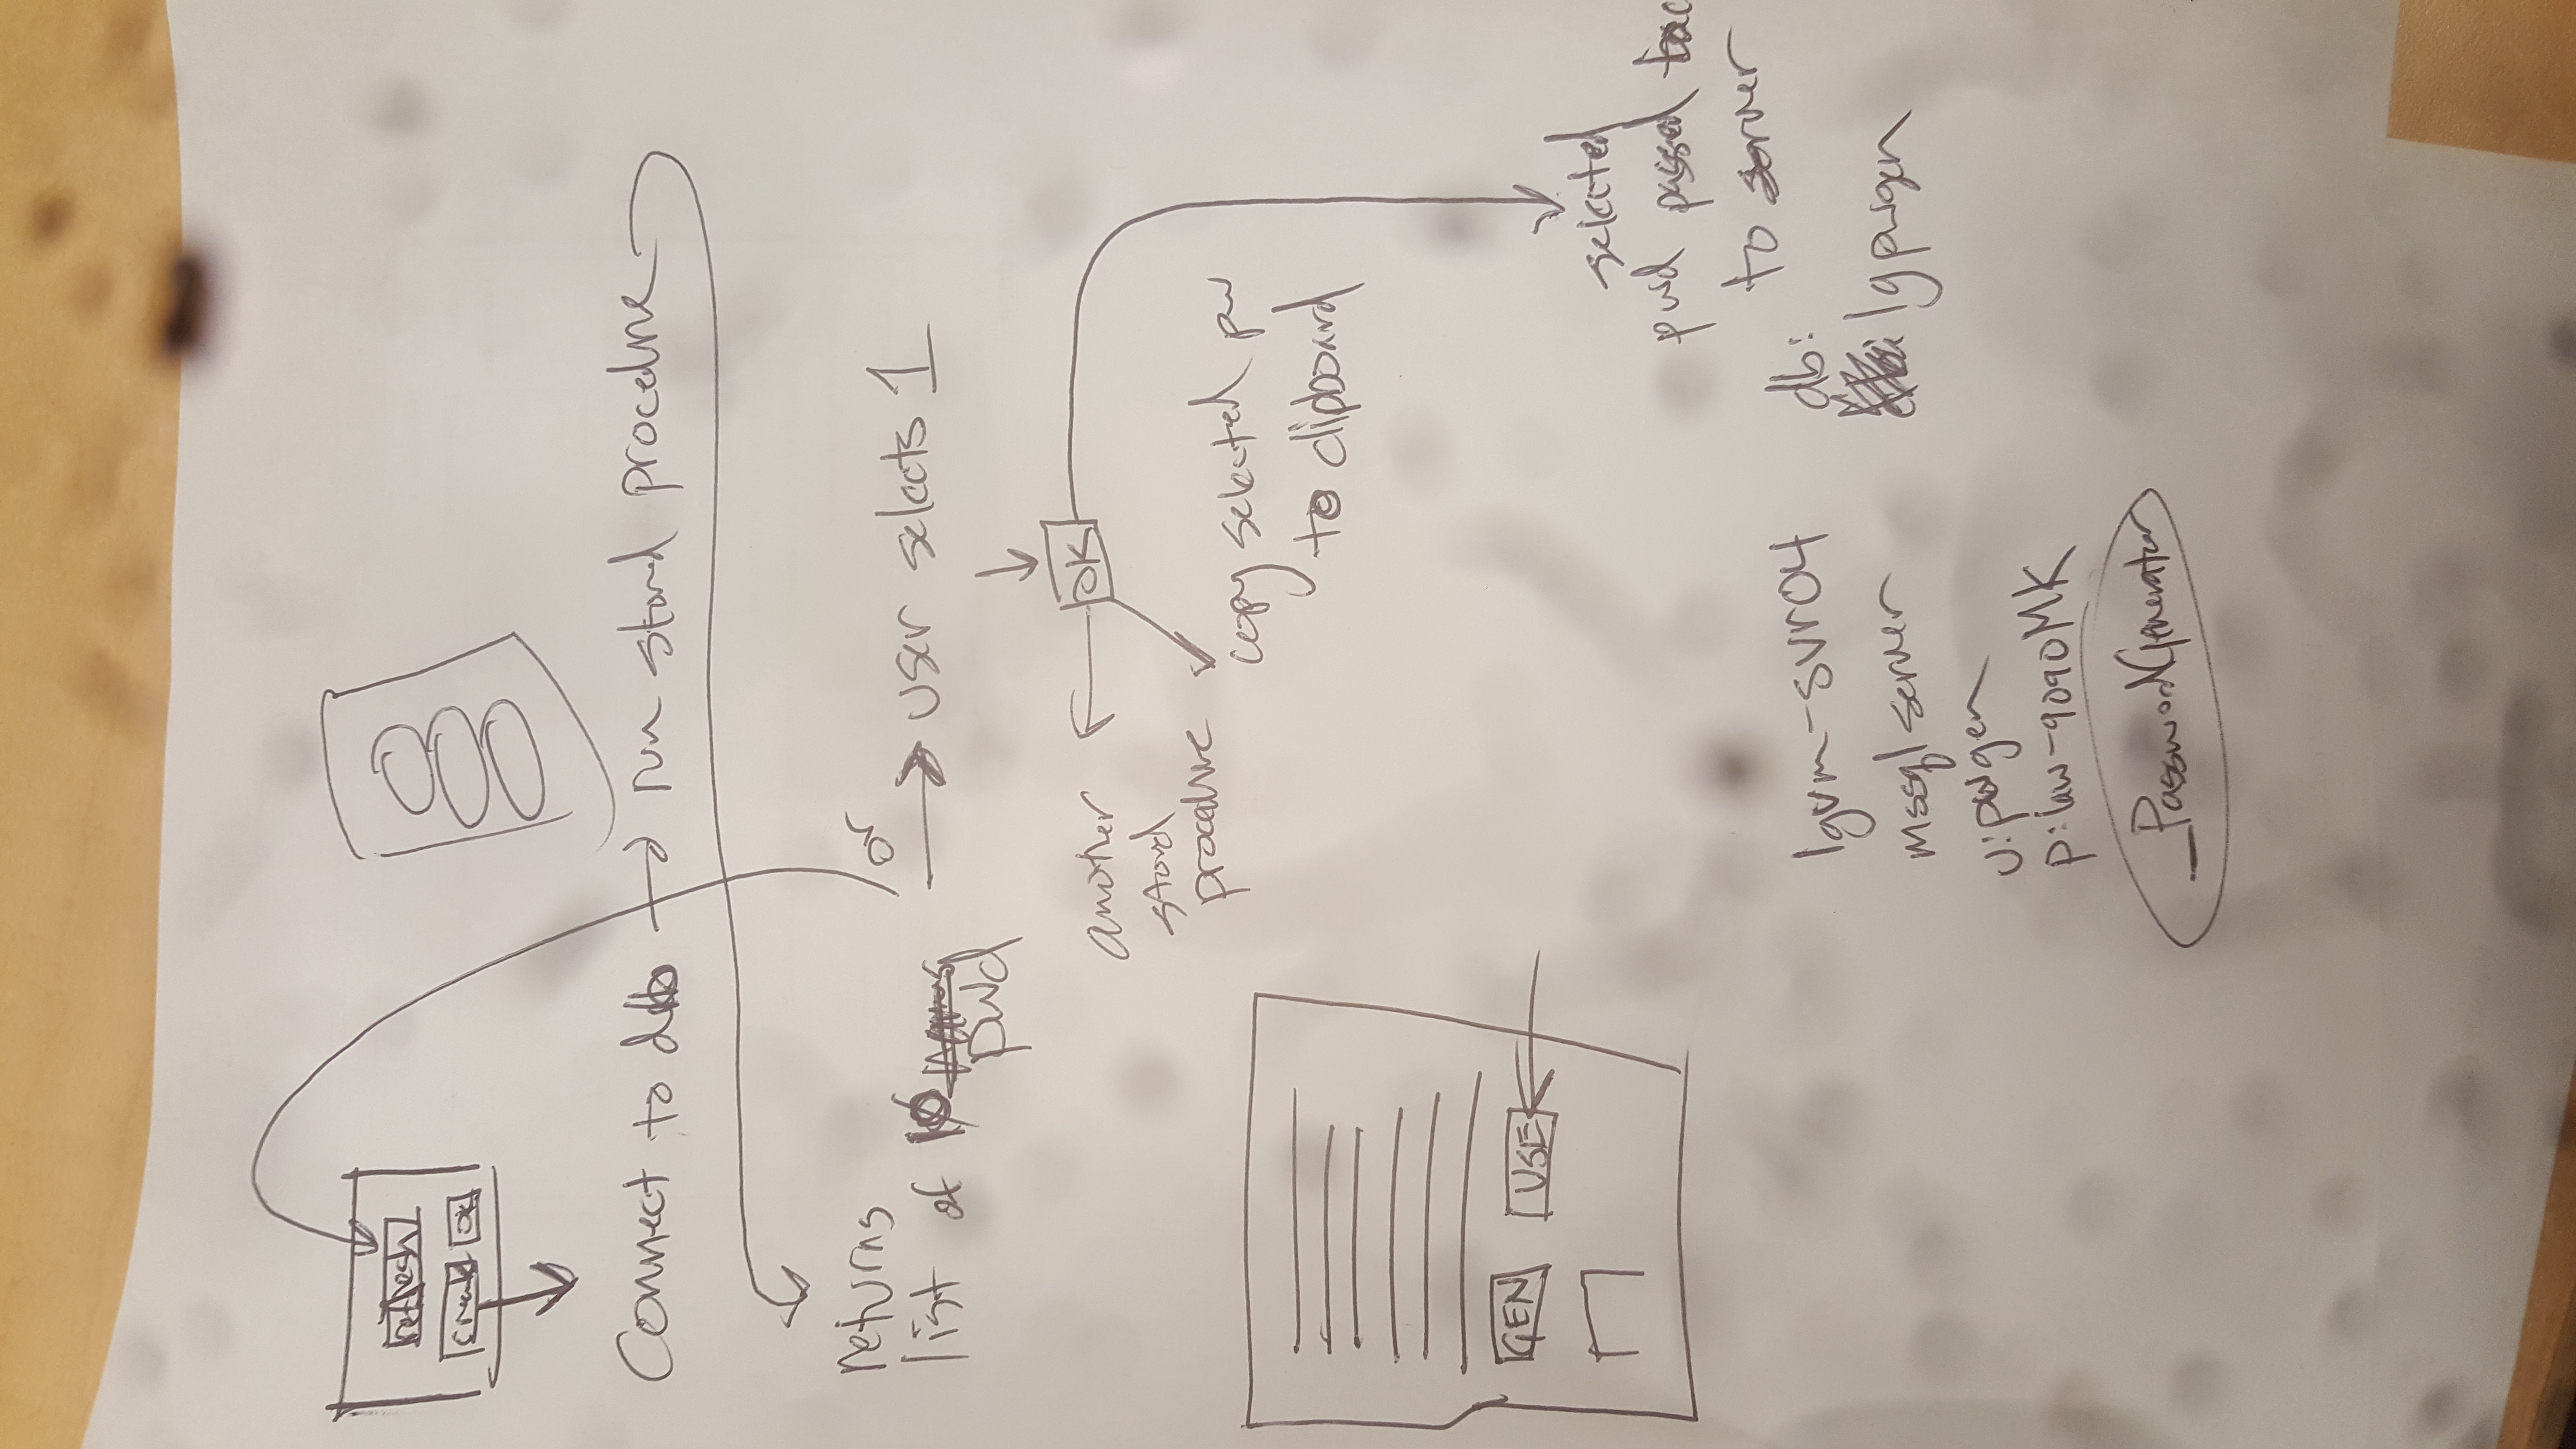 refresh
create OK
Connect to db → run stored procedure
returns
list of 10
pwd
or
→ user selects 1
OK
another
stored
procedure
copy selected pw
to clipboard
GEN USE
selected
pwd passed bac
to server
lgvm-svr04
mssql server
u:pwgen
p:law-9090MK
_PasswordGenerator
db:
lgpwgen